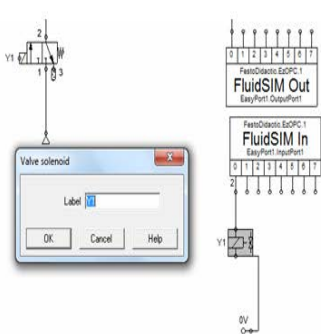 2
Y1
1 3
Valve solenoid
Label Y1
OK Cancel Help
0 1 2 3 4 5 6 7
FestoDidactic.EzOPC.1
FluidSIM Out
EasyPort1.OutputPort1
FestoDidactic.EzOPC.1
FluidSIM In
EasyPort1.InputPort1
0 1 2 3 4 5 6 7
2
Y1
0V